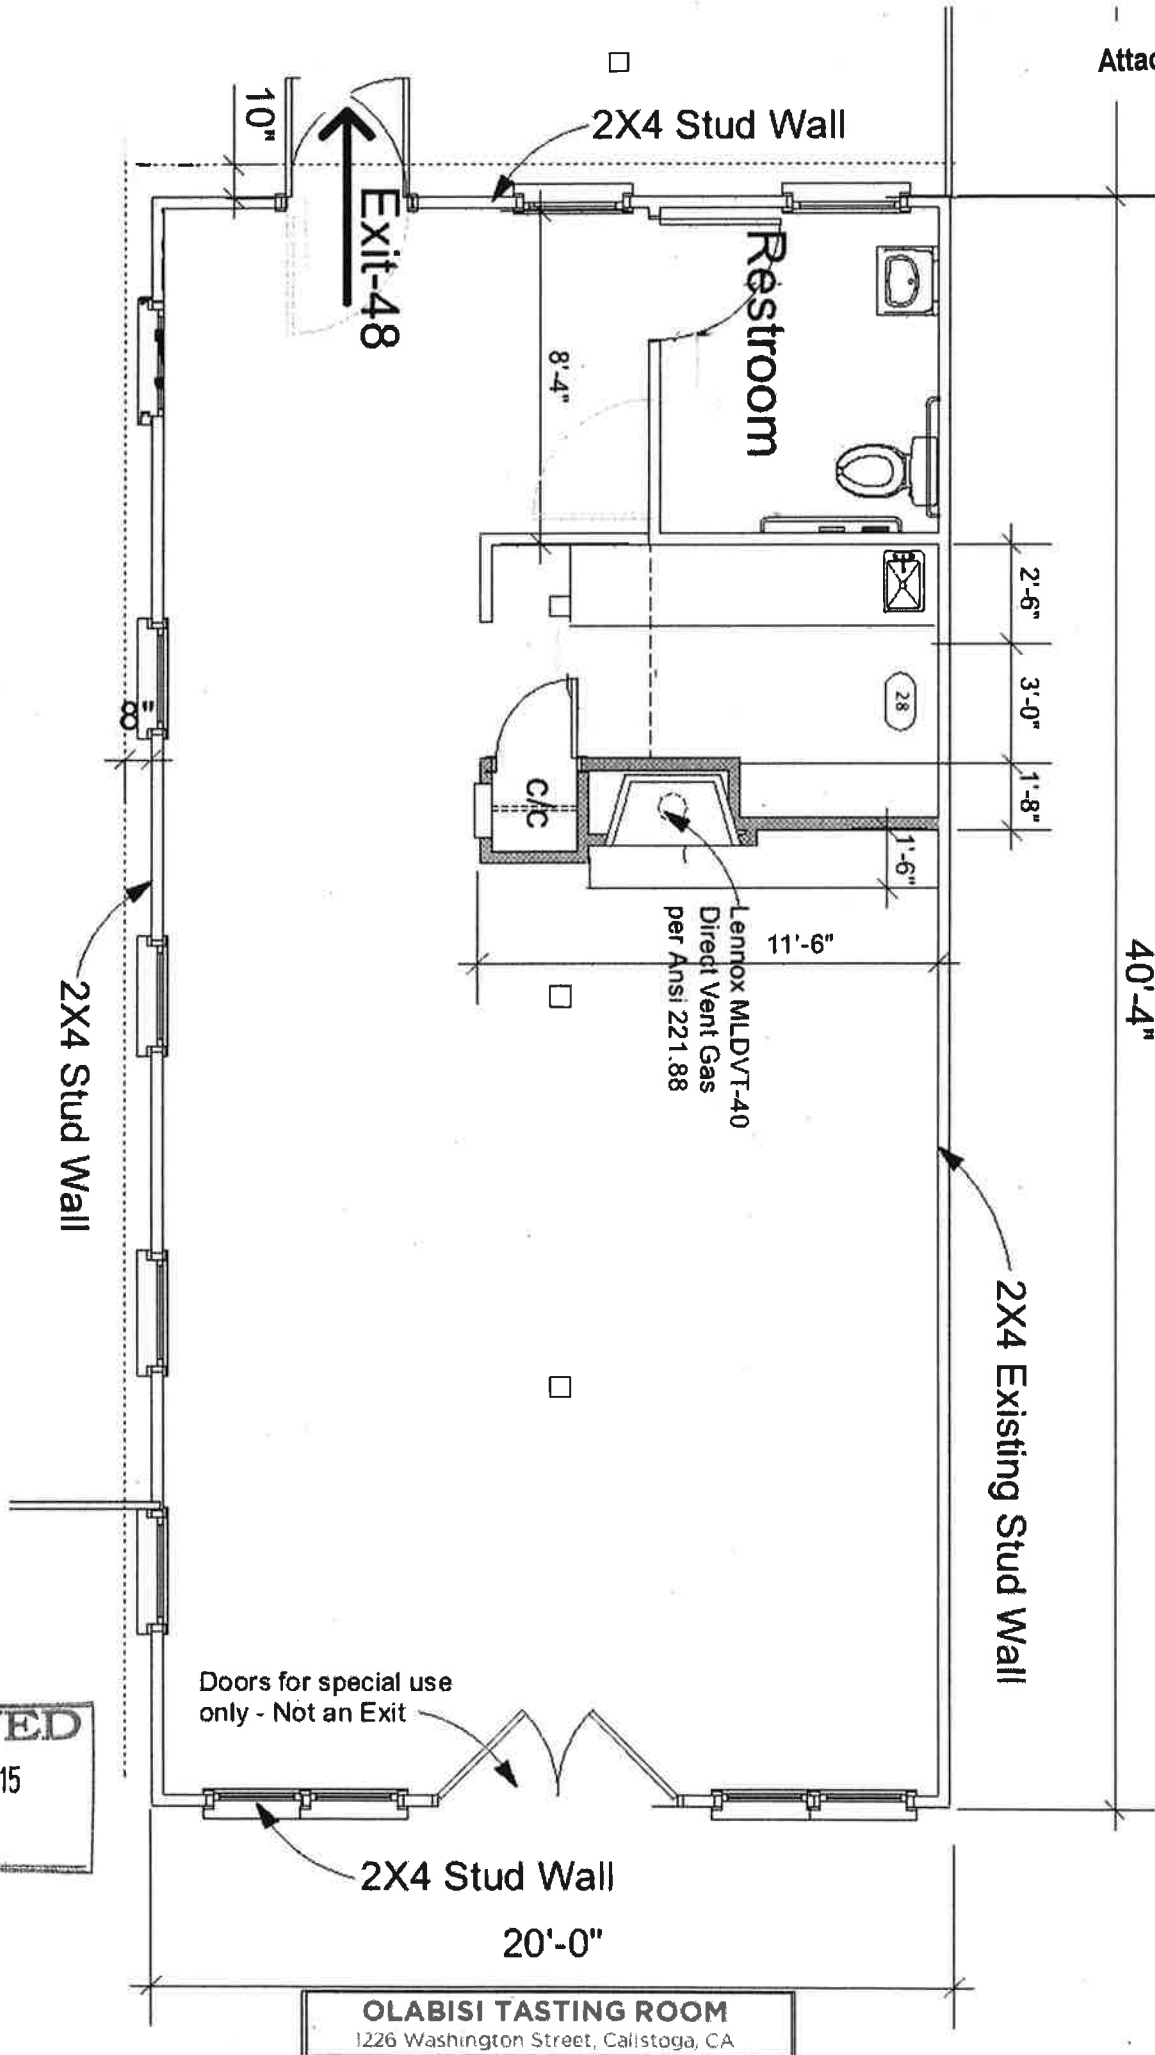 Attac
10"
2X4 Stud Wall
Exit-48
Restroom
8'-4"
2'-6"
3'-0"
1'-8"
28
8"
C/C
1'-6"
Lennox MLDVT-40
Direct Vent Gas
per Ansi 221.88
11'-6"
40'-4"
2X4 Stud Wall
2X4 Existing Stud Wall
Doors for special use
only - Not an Exit
VED
15
2X4 Stud Wall
20'-0"
OLABISI TASTING ROOM
1226 Washington Street, Calistoga, CA